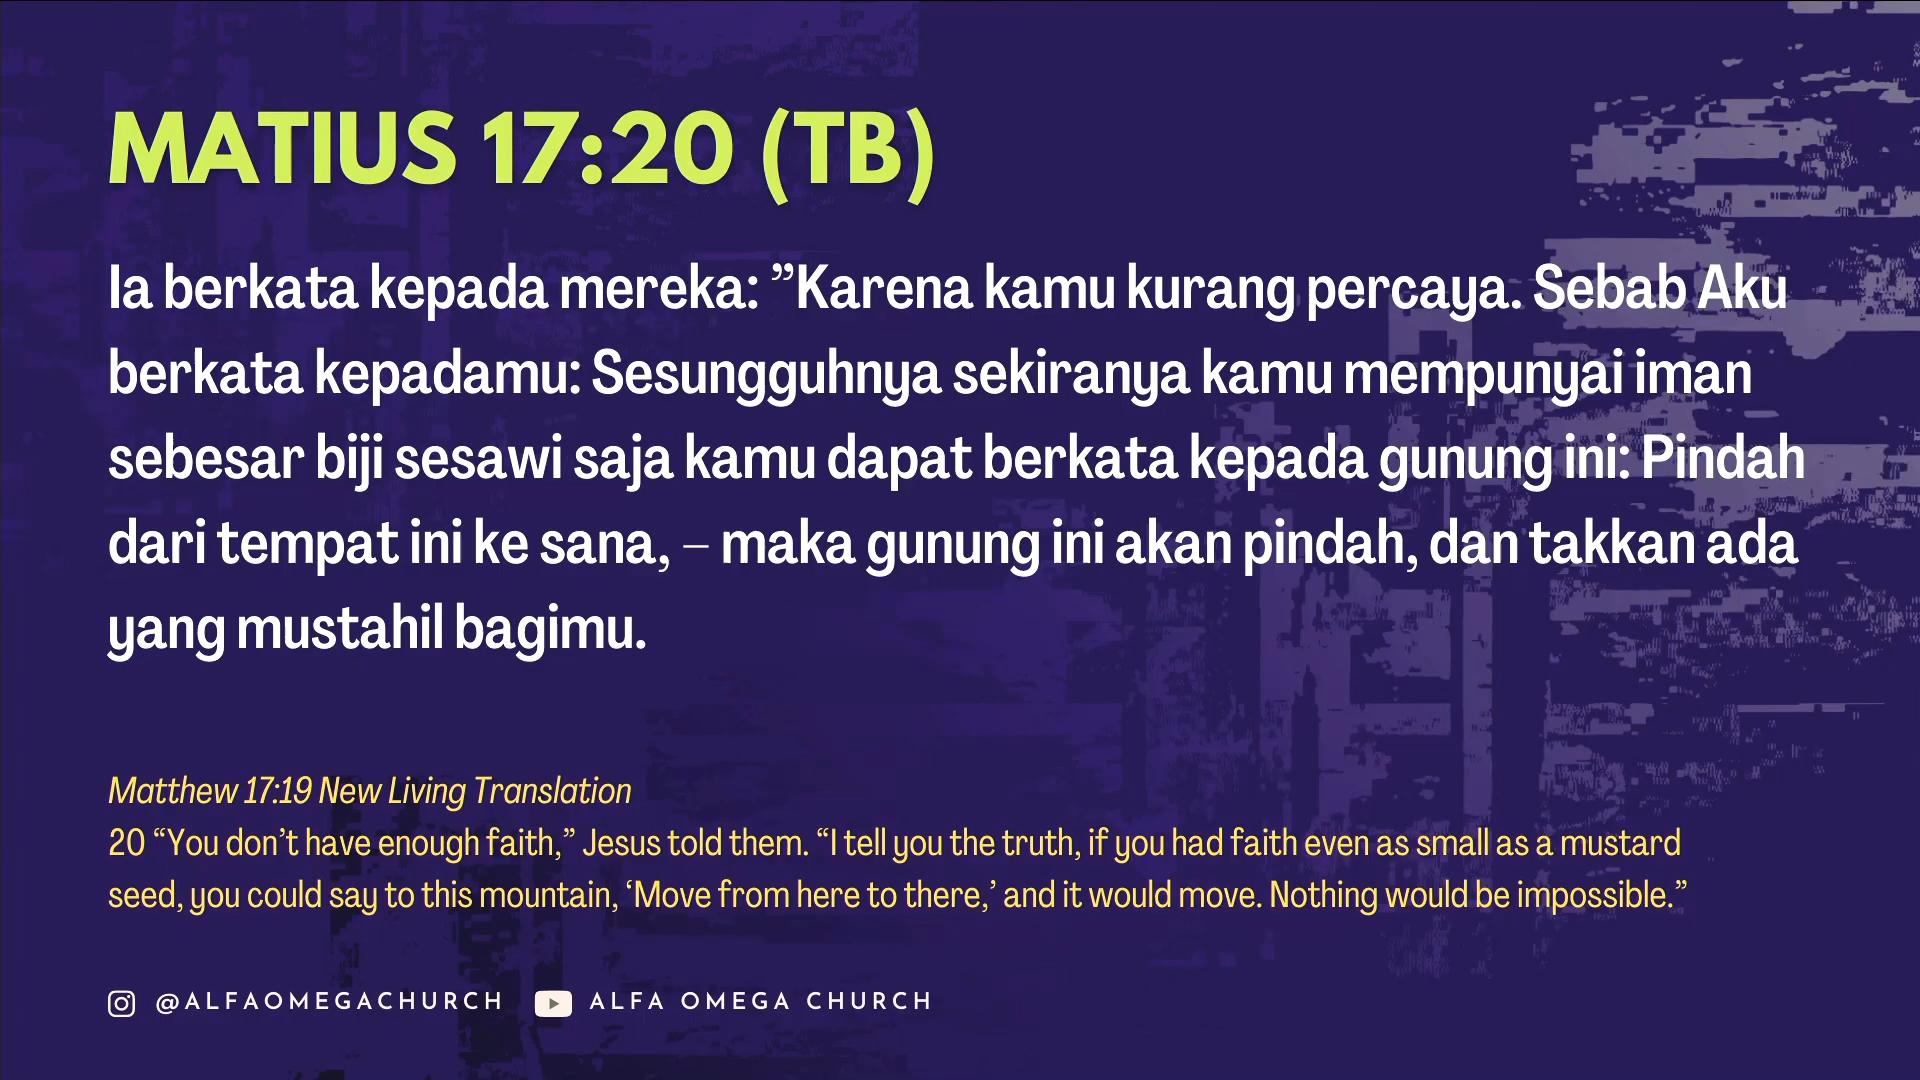 MATIUS 17:20 (TB)
Ia berkata kepada mereka: ”Karena kamu kurang percaya. Sebab Aku
berkata kepadamu: Sesungguhnya sekiranya kamu mempunyai iman
sebesar biji sesawi saja kamu dapat berkata kepada gunung ini: Pindah
dari tempat ini ke sana, – maka gunung ini akan pindah, dan takkan ada
yang mustahil bagimu.
Matthew 17:19 New Living Translation
20 “You don’t have enough faith,” Jesus told them. “I tell you the truth, if you had faith even as small as a mustard
seed, you could say to this mountain, ‘Move from here to there,’ and it would move. Nothing would be impossible.”
@ALFAOMEGACHURCH ALFA OMEGA CHURCH